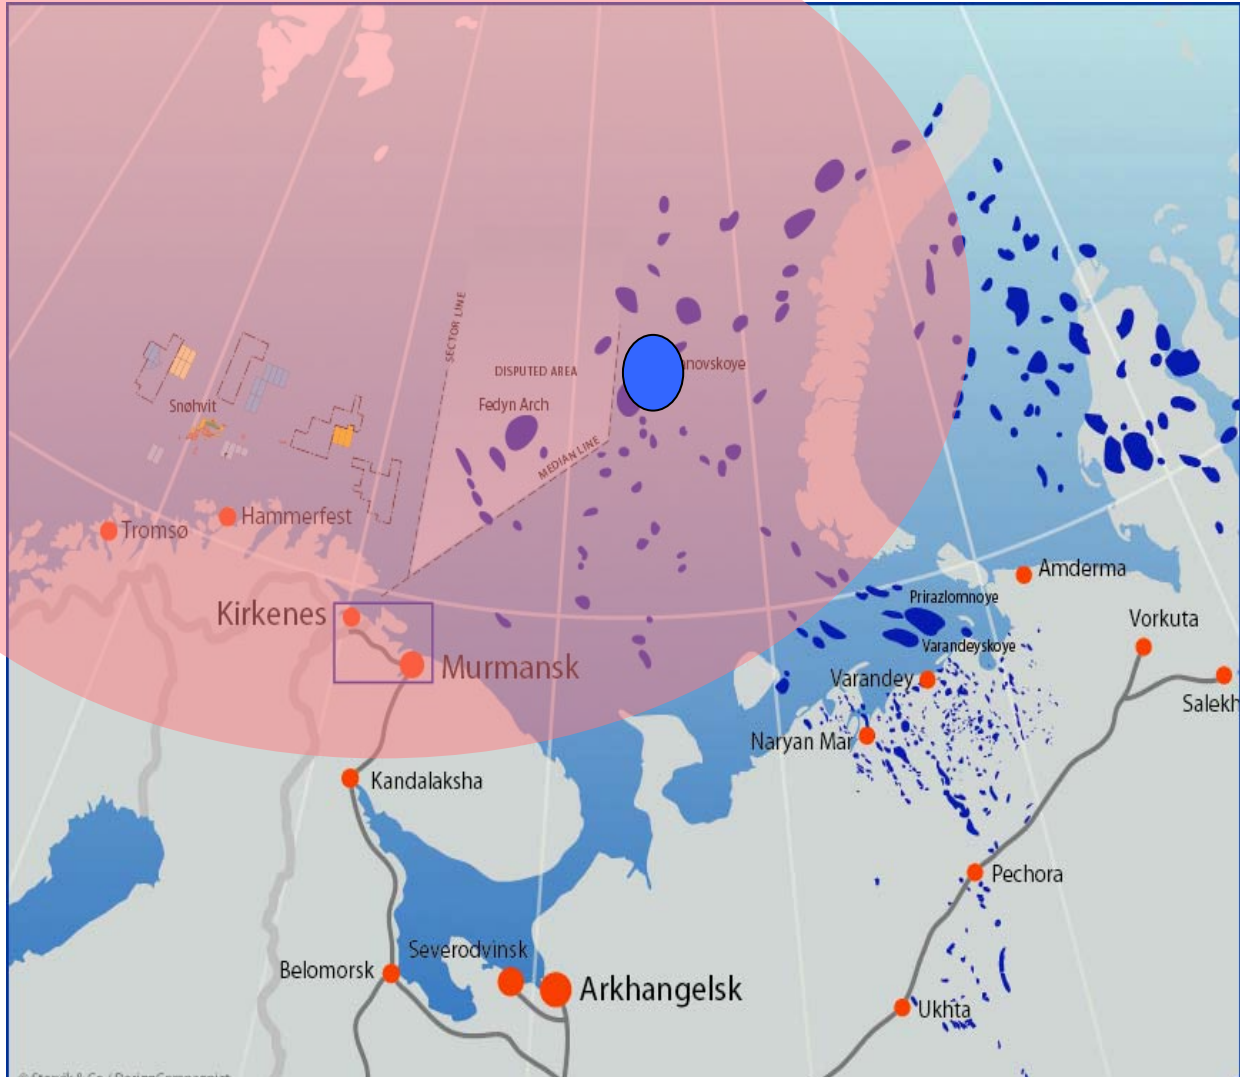 SECTOR LINE
DISPUTED AREA
Fedyn Arch
MEDIAN LINE
Snøhvit
Hammerfest
Tromsø
Amderma
Prirazlomnoye
Kirkenes
Vorkuta
Varandeyskoye
Murmansk
Varandey
Salekh
Naryan Mar
Kandalaksha
Pechora
Severodvinsk
Belomorsk
Arkhangelsk
Ukhta